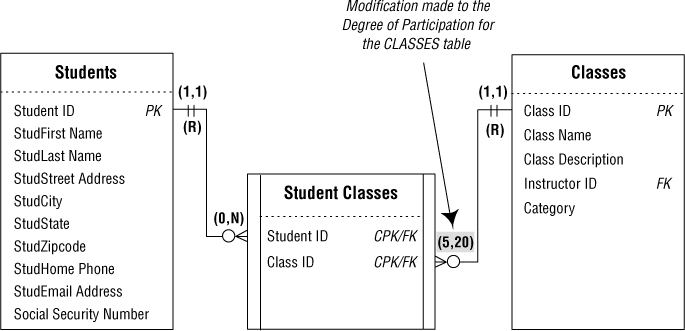 Modification made to the
Degree of Participation for
the CLASSES table
Students
Student ID PK
StudFirst Name
StudLast Name
StudStreet Address
StudCity
StudState
StudZipcode
StudHome Phone
StudEmail Address
Social Security Number
(1,1)
(R)
(0,N)
Student Classes
Student ID CPK/FK
Class ID CPK/FK
(5,20)
(1,1)
(R)
Classes
Class ID PK
Class Name
Class Description
Instructor ID FK
Category